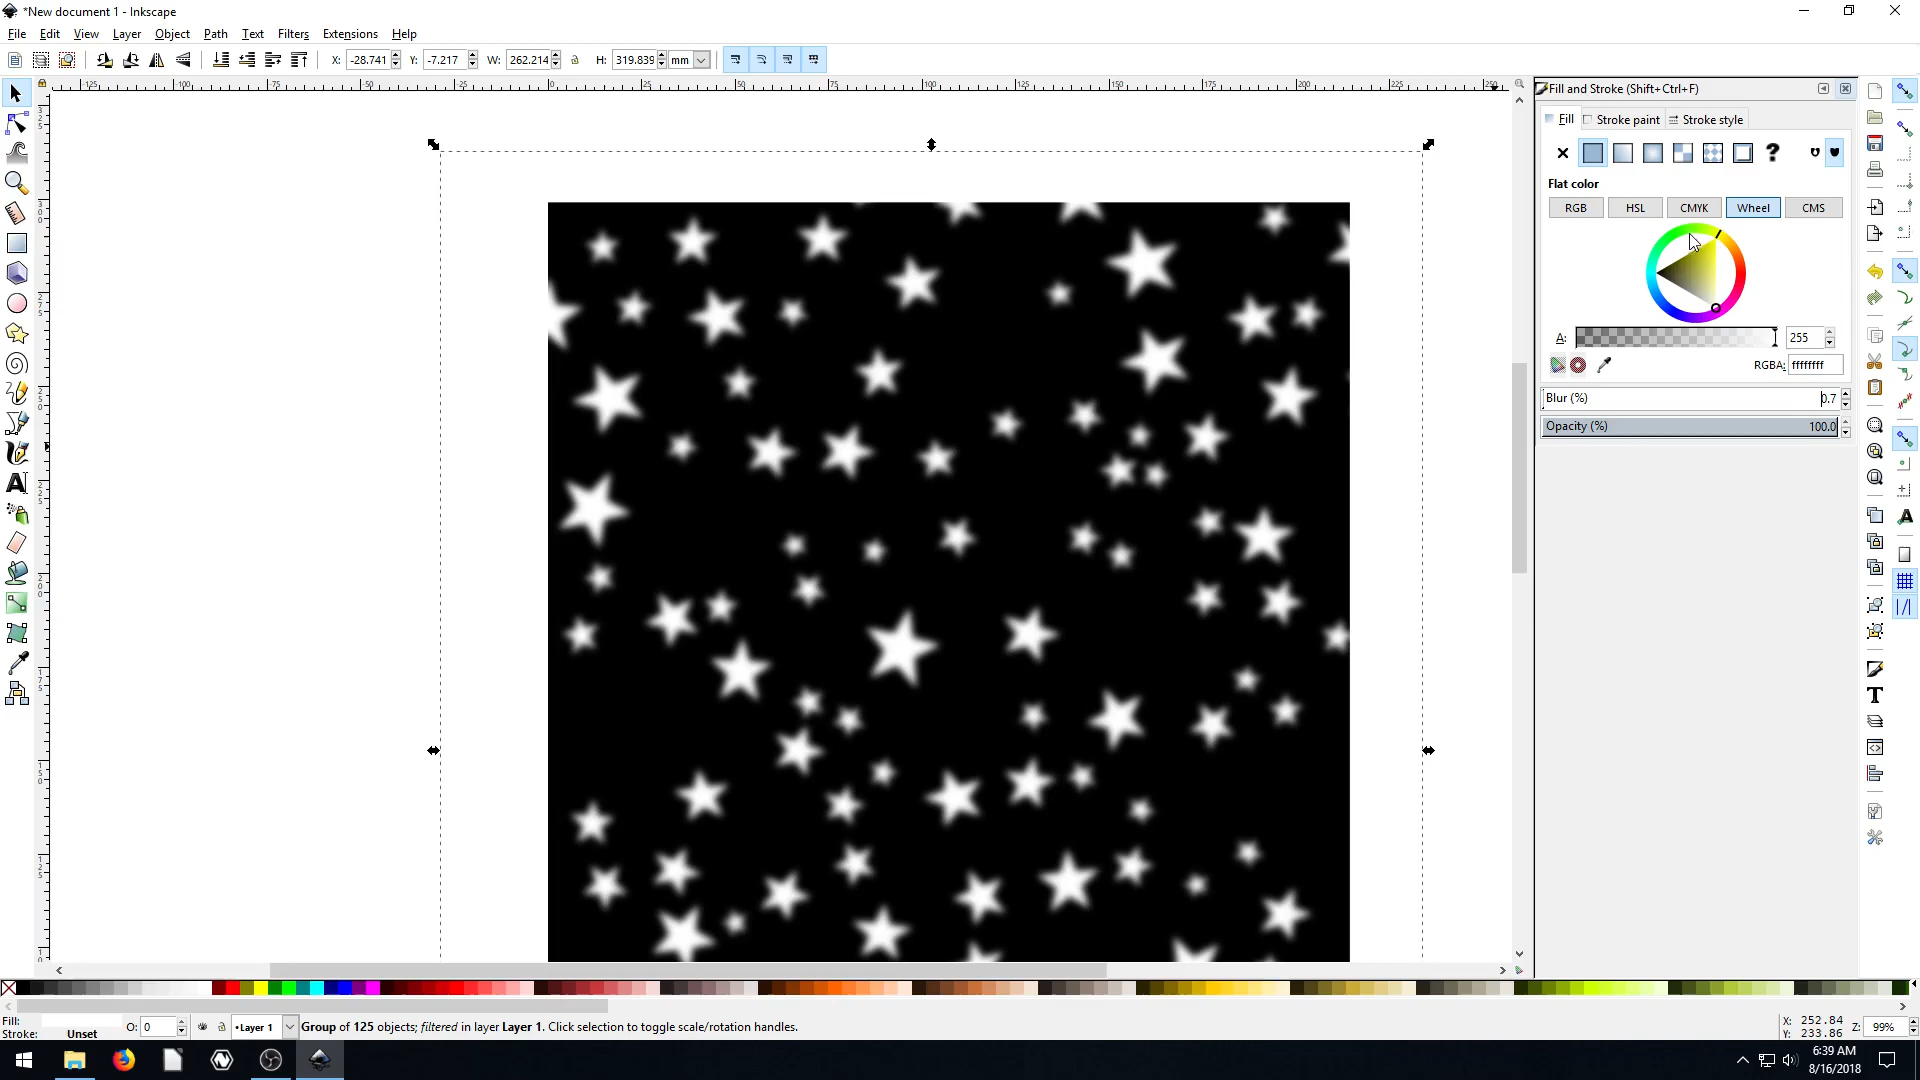 *New document 1 - Inkscape
File Edit View Layer Object Path Text Filters Extensions Help
X: -28.741 Y: -7.217 W: 262.214 H: 319.839 mm
Fill and Stroke (Shift+Ctrl+F)
Fill Stroke paint Stroke style
Flat color
RGB HSL CMYK Wheel CMS
A: 255
RGBA: ffffffff
Blur (%) 0.7
Opacity (%) 100.0
Fill:
Stroke: Unset
O: 0
•Layer 1
Group of 125 objects; filtered in layer Layer 1. Click selection to toggle scale/rotation handles.
X: 252.84
Y: 233.86
Z: 99%
6:39 AM
8/16/2018